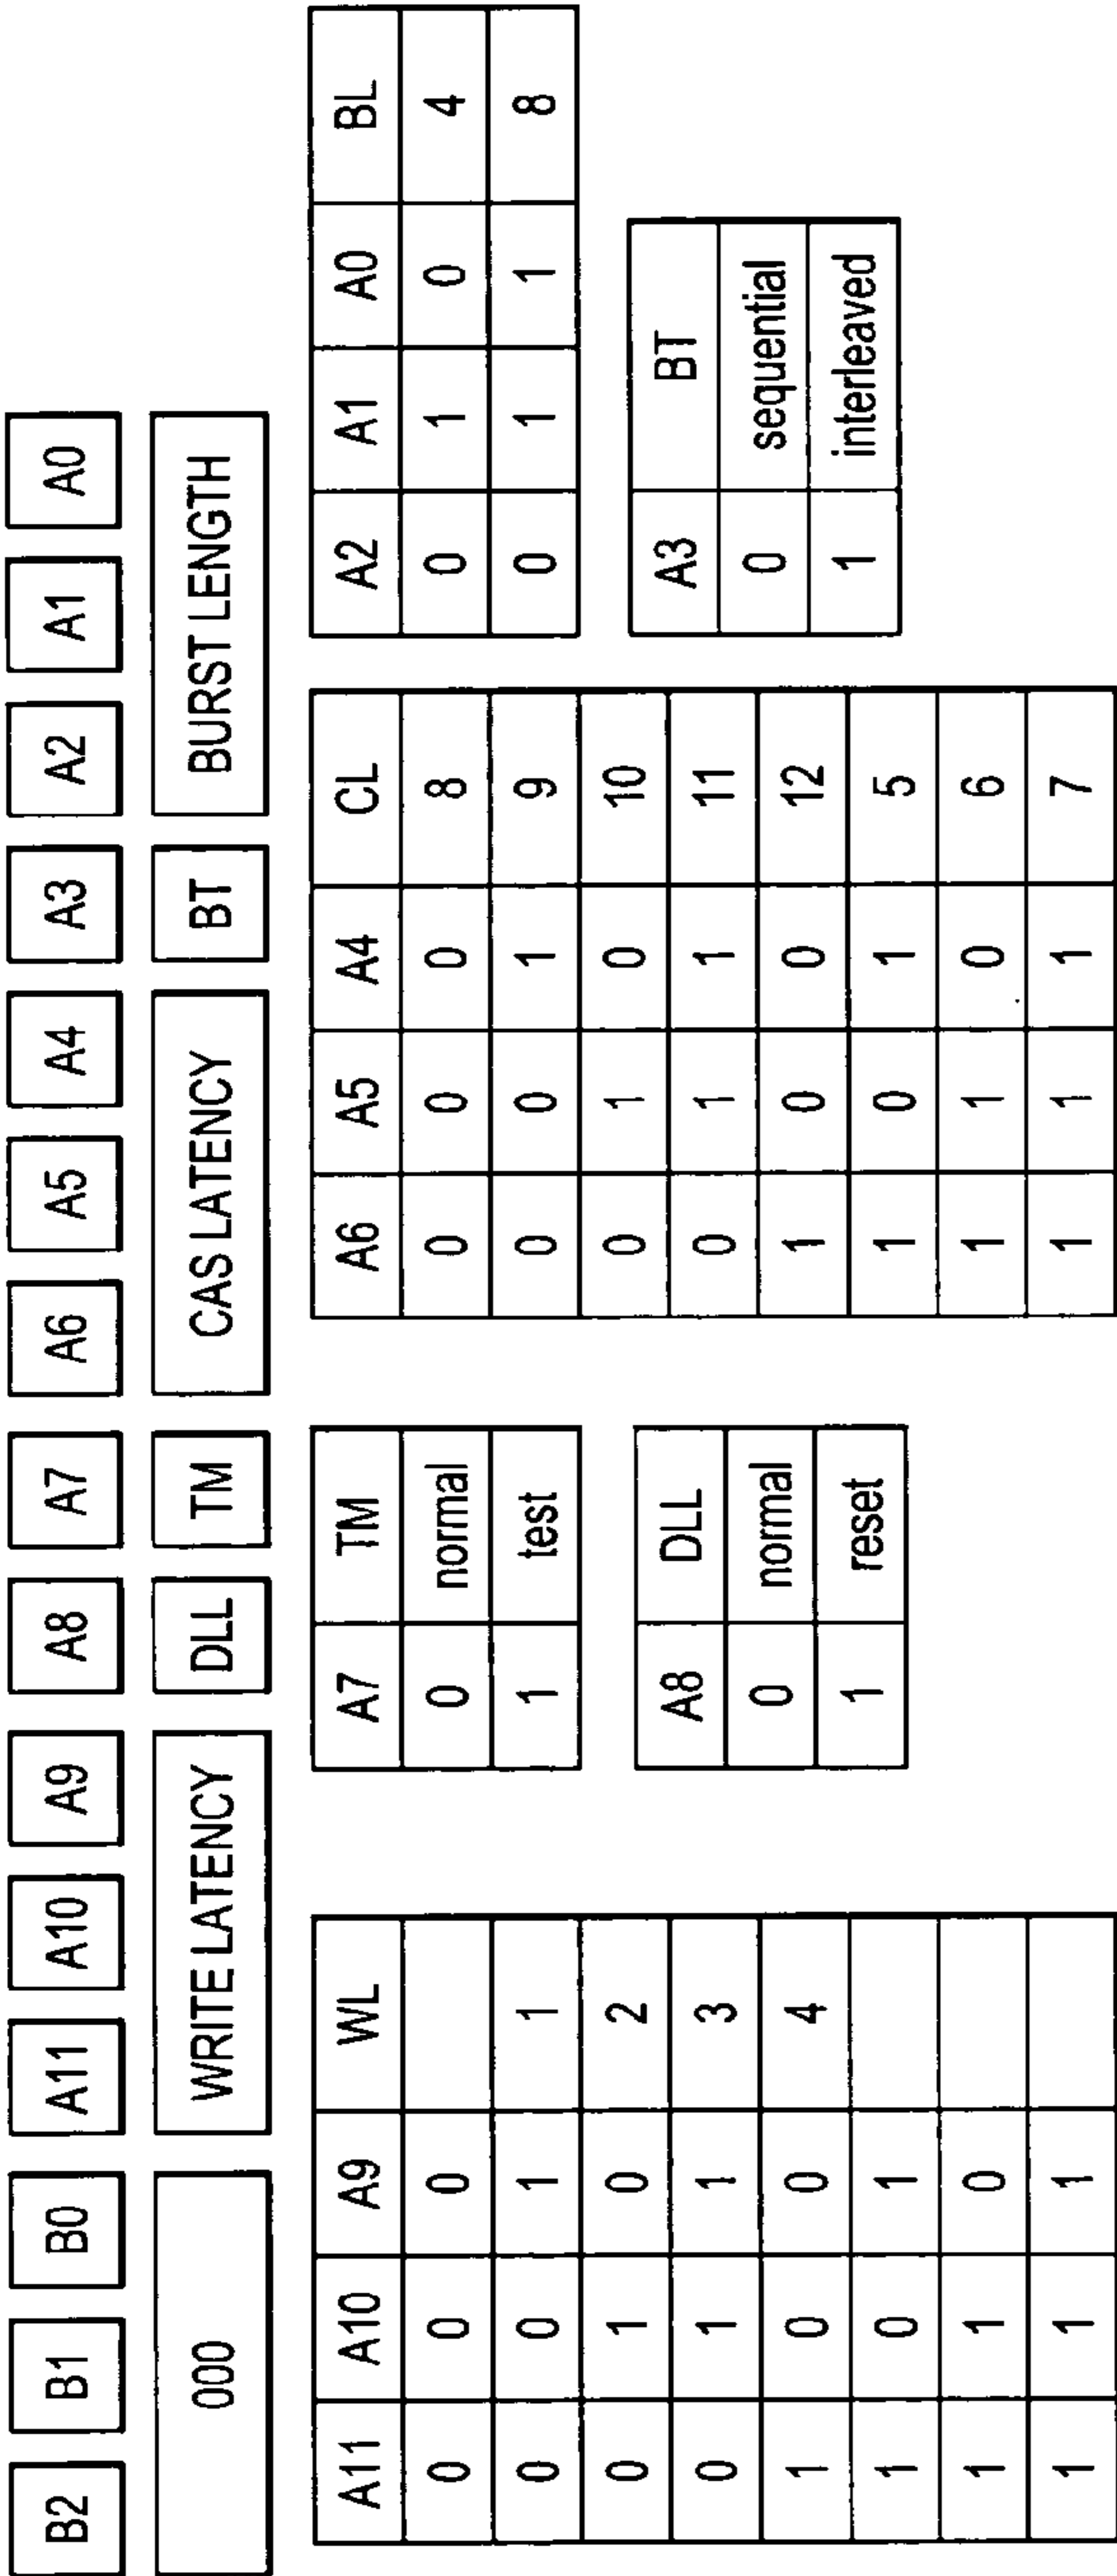 B2 B1 B0 A11 A10 A9 A8 A7 A6 A5 A4 A3 A2 A1 A0
000 WRITE LATENCY DLL TM CAS LATENCY BT BURST LENGTH
A11 A10 A9 WL
0 0 0
0 0 1 1
0 1 0 2
0 1 1 3
1 0 0 4
1 0 1
1 1 0
1 1 1
A7 TM
0 normal
1 test
A8 DLL
0 normal
1 reset
A6 A5 A4 CL
0 0 0 8
0 0 1 9
0 1 0 10
0 1 1 11
1 0 0 12
1 0 1 5
1 1 0 6
1 1 1 7
A2 A1 A0 BL
0 1 0 4
0 1 1 8
A3 BT
0 sequential
1 interleaved